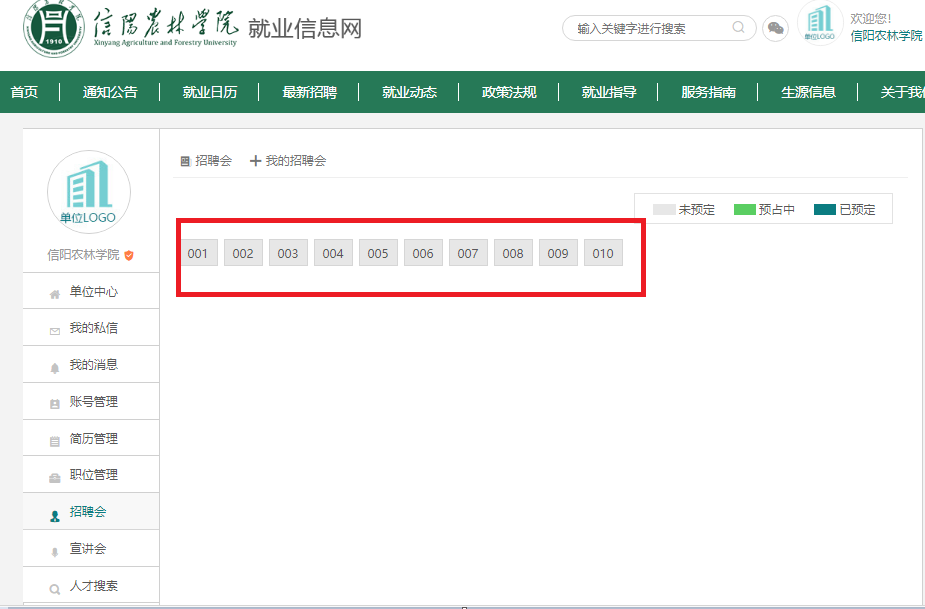 1910
信阳农林学院
Xinyang Agriculture and Forestry University
就业信息网
输入关键字进行搜索
单位LOGO
欢迎您!
信阳农林学院
首页 通知公告 就业日历 最新招聘 就业动态 政策法规 就业指导 服务指南 生源信息 关于我
单位LOGO
信阳农林学院
单位中心
我的私信
我的消息
账号管理
简历管理
职位管理
招聘会
宣讲会
人才搜索
招聘会 我的招聘会
未预定 预占中 已预定
001 002 003 004 005 006 007 008 009 010